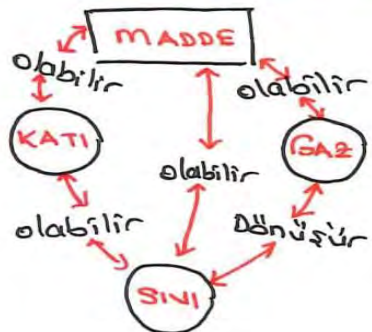 MADDE
olabilir
olabilir
KATI
GAZ
olabilir
olabilir
Dönüşür
SIVI